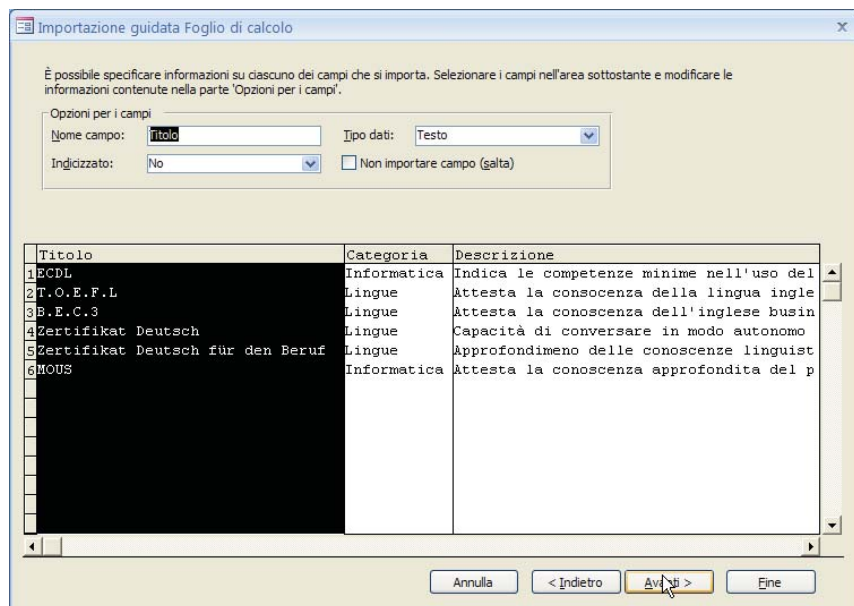 Importazione guidata Foglio di calcolo
È possibile specificare informazioni su ciascuno dei campi che si importa. Selezionare i campi nell'area sottostante e modificare le
informazioni contenute nella parte 'Opzioni per i campi'.
Opzioni per i campi
Nome campo: Titolo Tipo dati: Testo
Indicizzato: No Non importare campo (salta)
Titolo Categoria Descrizione
1 ECDL Informatica Indica le competenze minime nell'uso del
2 T.O.E.F.L Lingue Attesta la consocenza della lingua ingle
3 B.E.C.3 Lingue Attesta la conoscenza dell'inglese busin
4 Zertifikat Deutsch Lingue Capacità di conversare in modo autonomo
5 Zertifikat Deutsch für den Beruf Lingue Approfondimeno delle conoscenze linguist
6 MOUS Informatica Attesta la conoscenza approfondita del p
Annulla < Indietro Avanti > Fine